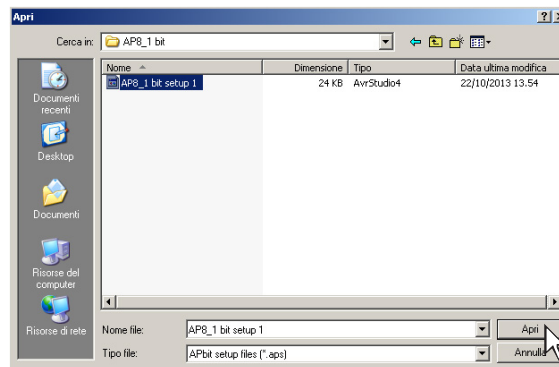 Apri
Cerca in: AP8_1 bit
Nome Dimensione Tipo Data ultima modifica
AP8_1 bit setup 1 24 KB AvrStudio4 22/10/2013 13.54
Documenti
recenti
Desktop
Documenti
Risorse del
computer
Risorse di rete
Nome file: AP8_1 bit setup 1 Apri
Tipo file: APbit setup files (*.aps) Annulla